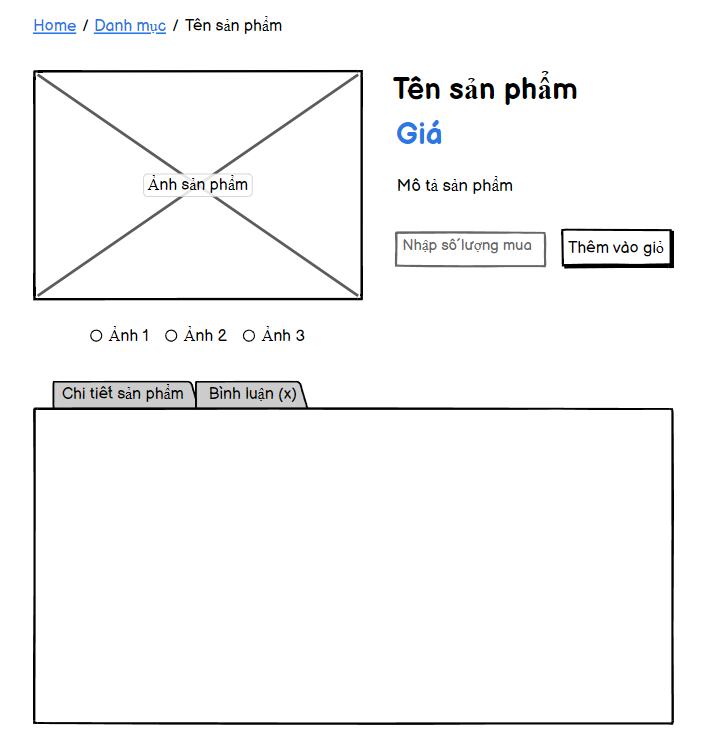 Home / Danh mục / Tên sản phẩm
Tên sản phẩm
Giá
Ảnh sản phẩm
Mô tả sản phẩm
Nhập số lượng mua
Thêm vào giỏ
Ảnh 1 Ảnh 2 Ảnh 3
Chi tiết sản phẩm Bình luận (x)